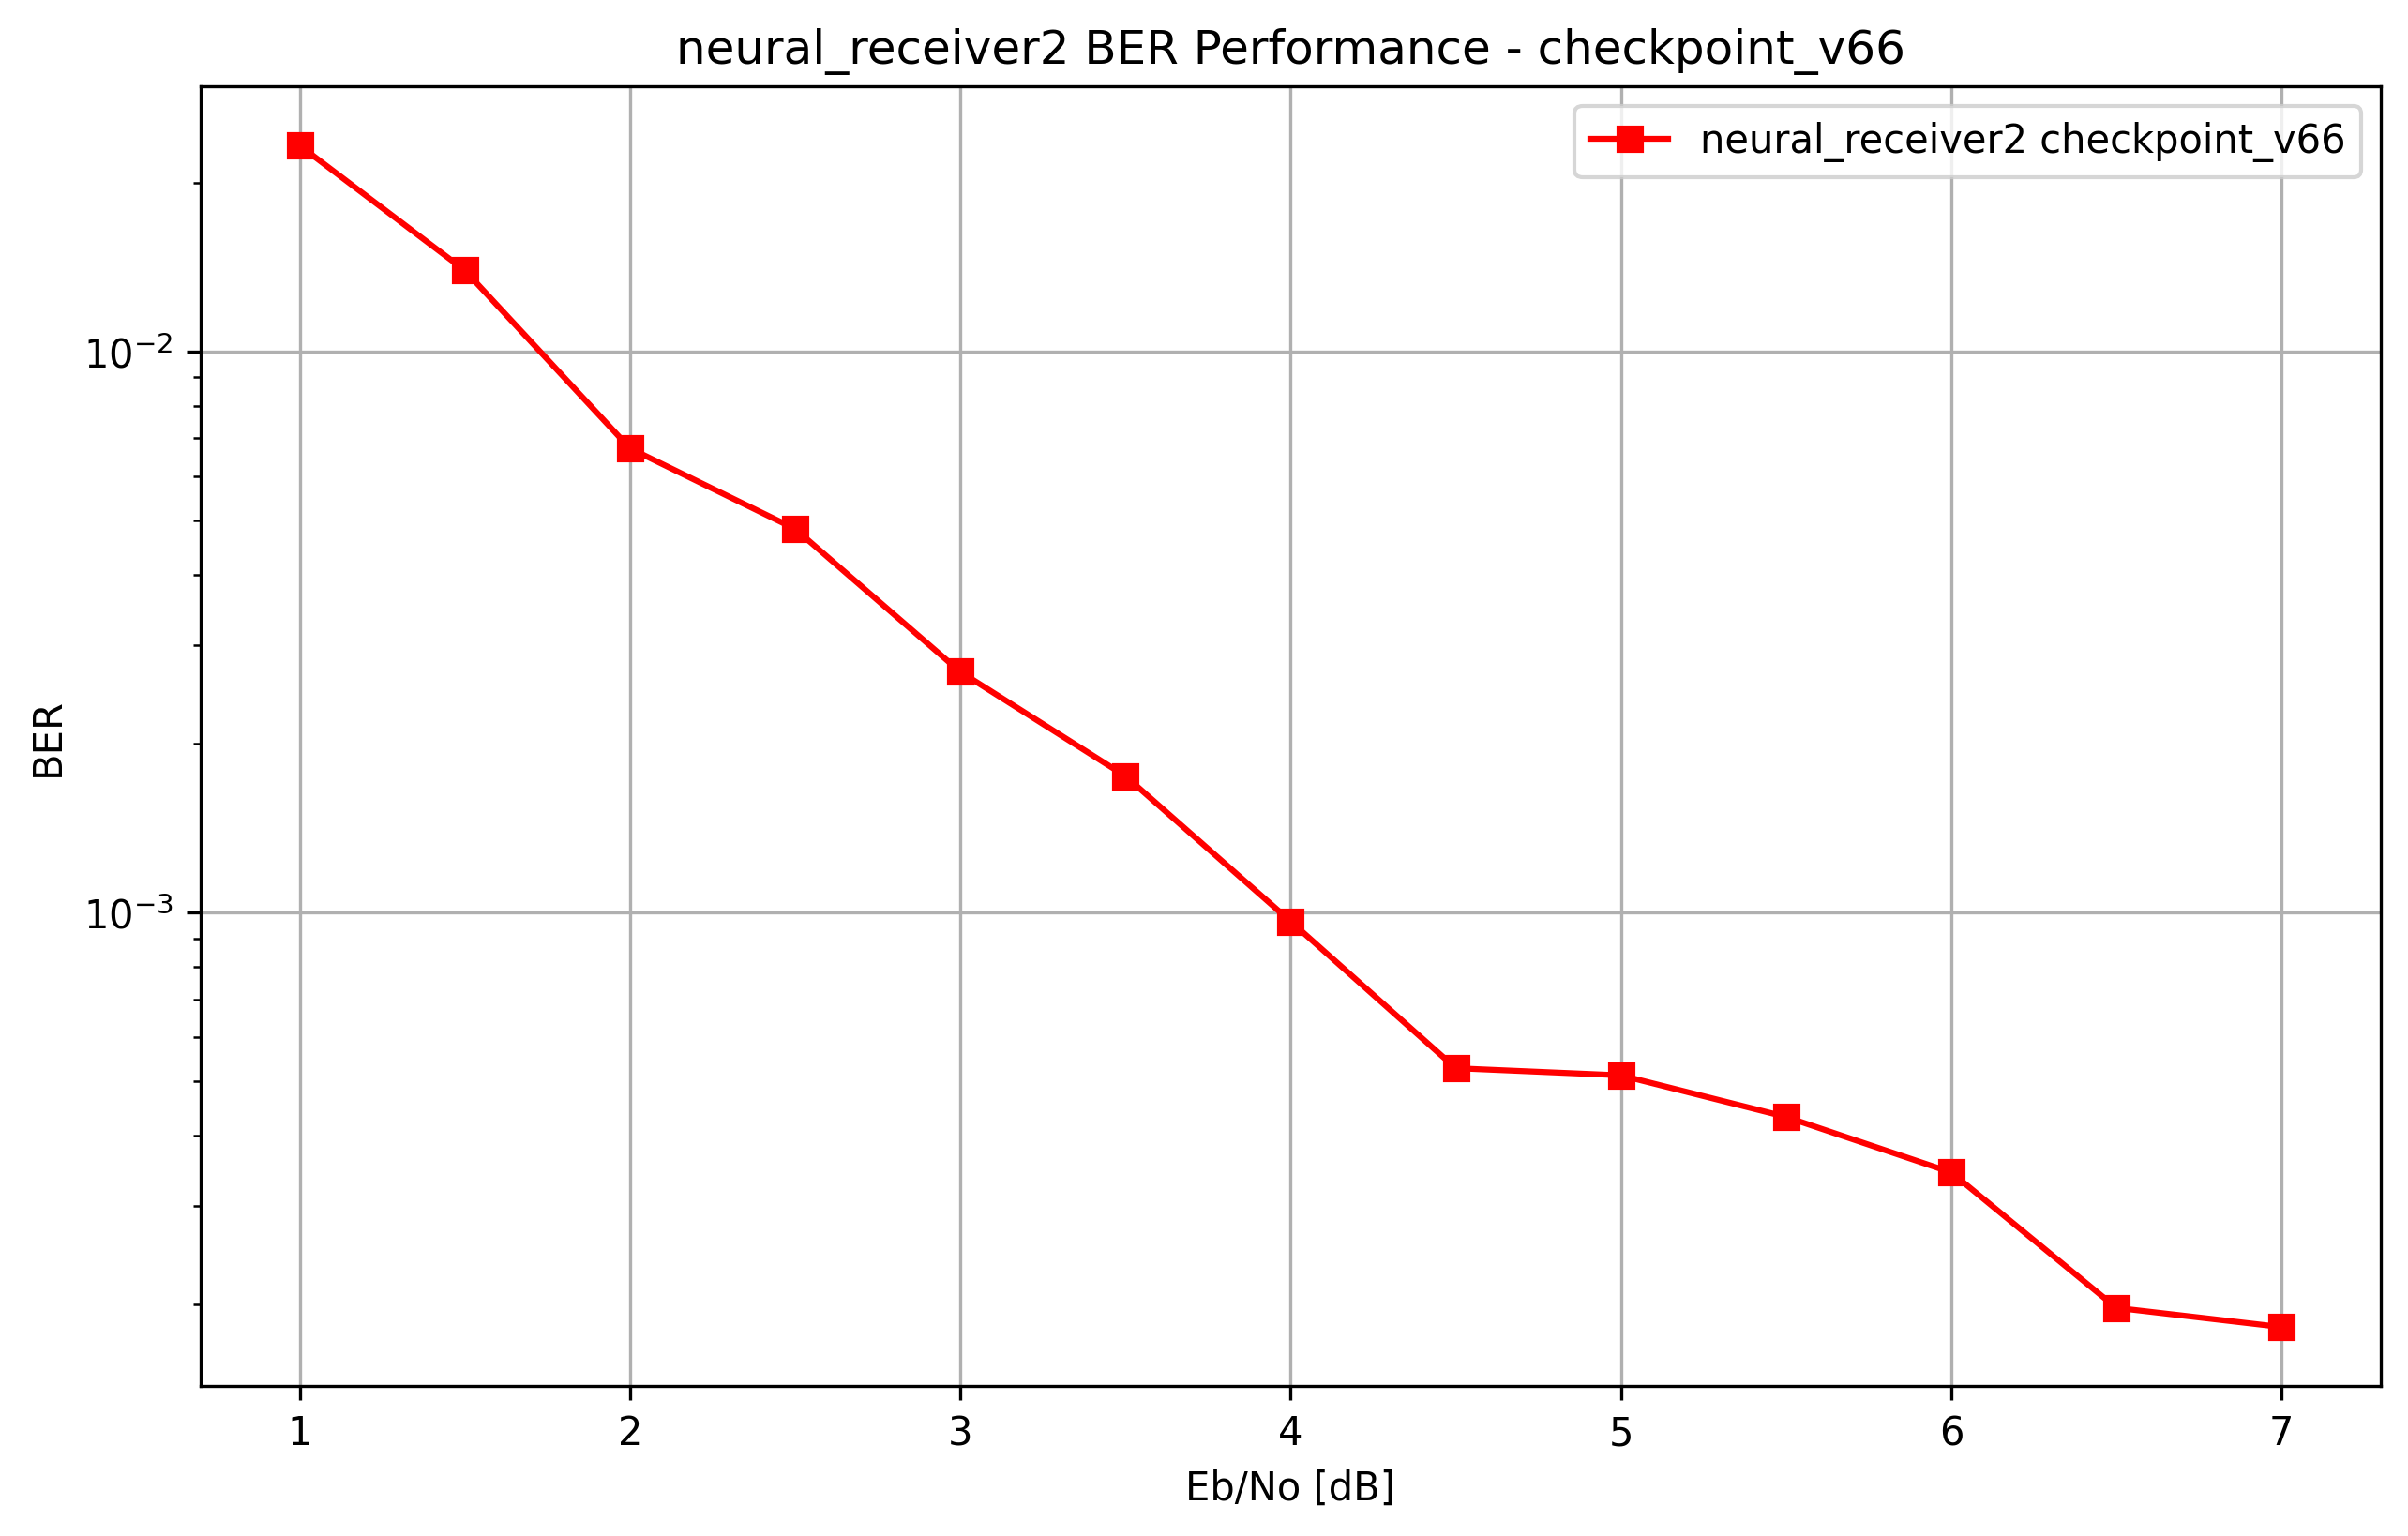 neural_receiver2 BER Performance - checkpoint_v66
neural_receiver2 checkpoint_v66
10⁻²
10⁻³
BER
1 2 3 4 5 6 7
Eb/No [dB]